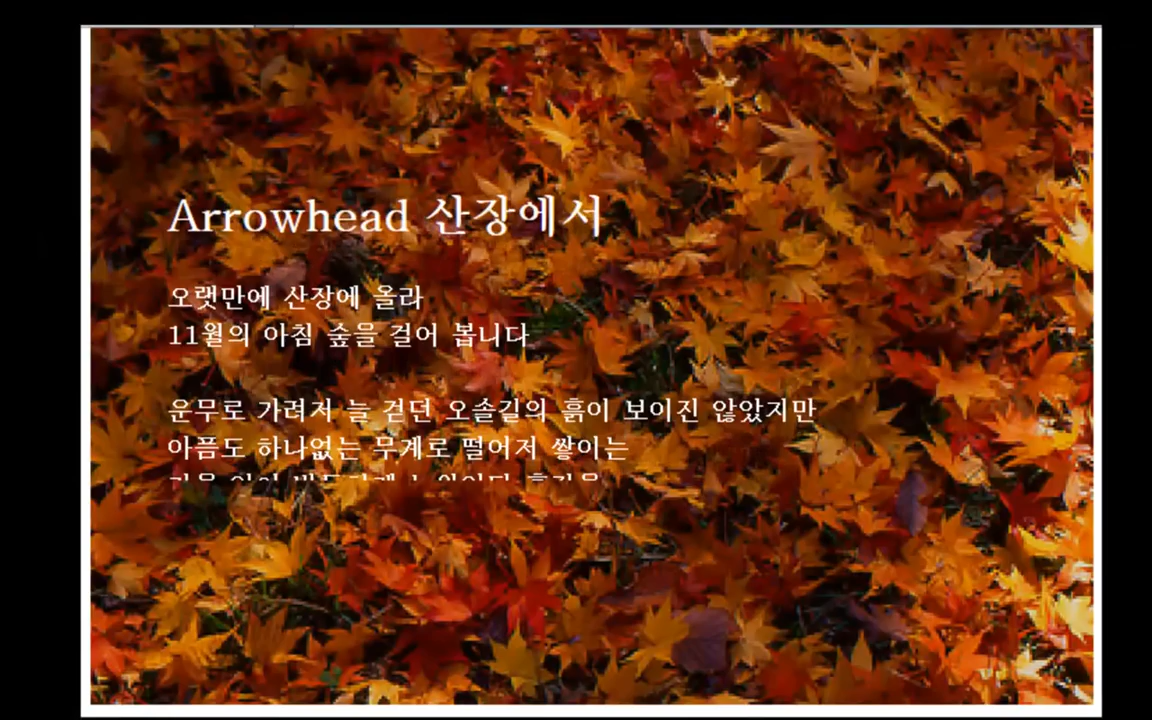 Arrowhead 산장에서
오랫만에 산장에 올라
11월의 아침 숲을 걸어 봅니다
운무로 가려져 늘 걷던 오솔길의 흙이 보이진 않았지만
아픔도 하나없는 무게로 떨어져 쌓이는